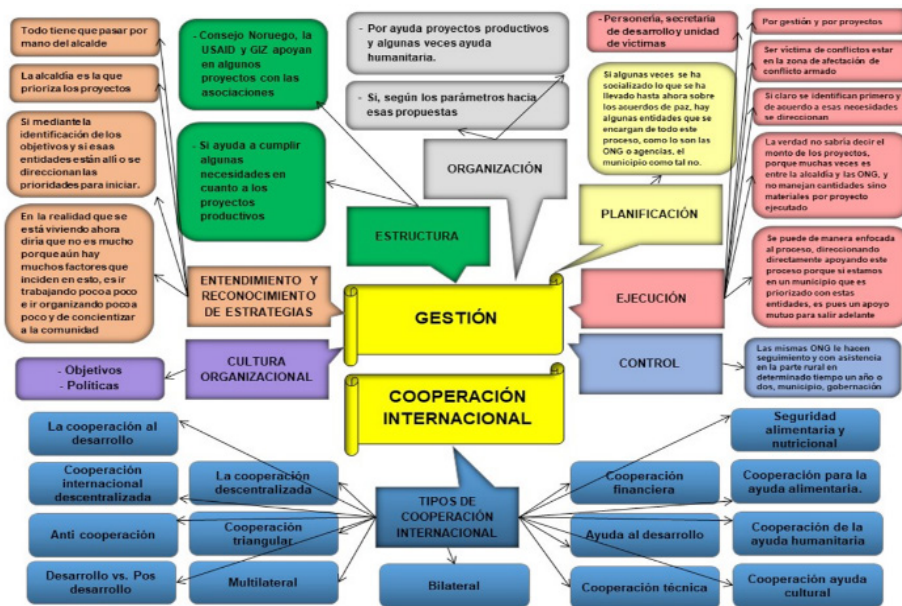 Todo tiene que pasar por
mano del alcalde
La alcaldía es la que
prioriza los proyectos
Si mediante la
identificación de los
objetivos y si esas
entidades están allí o se
direccionan las
prioridades para iniciar.
En la realidad que se
está viviendo ahora
diría que no es mucho
porque aún hay
muchos factores que
inciden en esto, es ir
trabajando poco a poco
e ir organizando poco a
poco y de concientizar
a la comunidad
- Consejo Noruego, la
USAID y GIZ apoyan
en algunos
proyectos con las
asociaciones
- Si ayuda a cumplir
algunas
necesidades en
cuanto a los
proyectos
productivos
- Por ayuda proyectos productivos
y algunas veces ayuda
humanitaria.
- Si, según los parámetros hacia
esas propuestas
- Personería, secretaria
de desarrollo y unidad
de víctimas
Si algunas veces se ha
socializado lo que se ha
llevado hasta ahora sobre
los acuerdos de paz, hay
algunas entidades que se
encargan de todo este
proceso, como lo son las
ONG o agencias, el
municipio como tal no.
Por gestión y por proyectos
Ser víctima de conflictos estar
en la zona de afectación de
conflicto armado
Si claro se identifican primero y
de acuerdo a esas necesidades
se direccionan
La verdad no sabría decir el
monto de los proyectos,
porque muchas veces es
entre la alcaldía y las ONG, y
no manejan cantidades sino
materiales por proyecto
ejecutado
Se puede de manera enfocada
al proceso, direccionando
directamente apoyando este
proceso porque si estamos
en un municipio que es
priorizado con estas
entidades, es pues un apoyo
mutuo para salir adelante
ORGANIZACIÓN
ESTRUCTURA
PLANIFICACIÓN
ENTENDIMIENTO Y
RECONOCIMIENTO
DE ESTRATEGIAS
GESTIÓN
EJECUCIÓN
- Objetivos
- Políticas
CULTURA
ORGANIZACIONAL
CONTROL
Las mismas ONG le hacen
seguimiento y con asistencia
en la parte rural en
determinado tiempo un año o
dos, municipio, gobernación
COOPERACIÓN
INTERNACIONAL
La cooperación al
desarrollo
Cooperación
internacional
descentralizada
La cooperación
descentralizada
Anti cooperación
Cooperación
triangular
Desarrollo vs. Pos
desarrollo
Multilateral
TIPOS DE
COOPERACIÓN
INTERNACIONAL
Bilateral
Seguridad
alimentaria y
nutricional
Cooperación
financiera
Cooperación para la
ayuda alimentaria.
Ayuda al desarrollo
Cooperación de la
ayuda humanitaria
Cooperación técnica
Cooperación ayuda
cultural